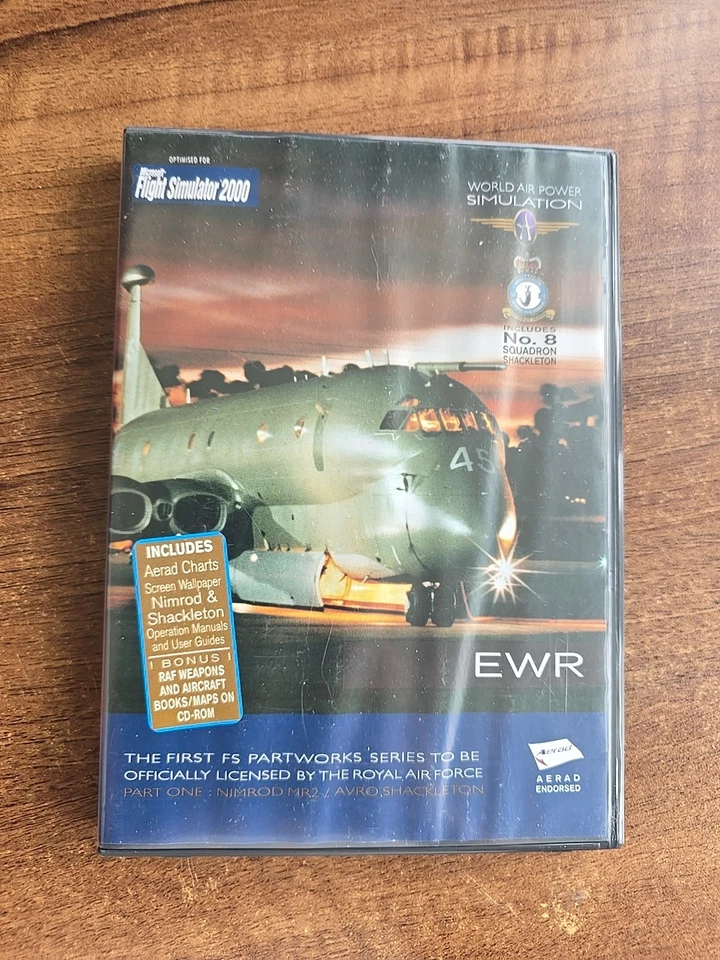 OPTIMISED FOR
Microsoft
Flight Simulator 2000
WORLD AIR POWER
SIMULATION
INCLUDES
No. 8
SQUADRON
SHACKLETON
45
INCLUDES
Aerad Charts
Screen Wallpaper
Nimrod &
Shackleton
Operation Manuals
and User Guides
BONUS
RAF WEAPONS
AND AIRCRAFT
BOOKS/MAPS ON
CD-ROM
EWR
THE FIRST FS PARTWORKS SERIES TO BE
OFFICIALLY LICENSED BY THE ROYAL AIR FORCE
PART ONE : NIMROD MR2 / AVRO SHACKLETON
Aerad
AERAD
ENDORSED